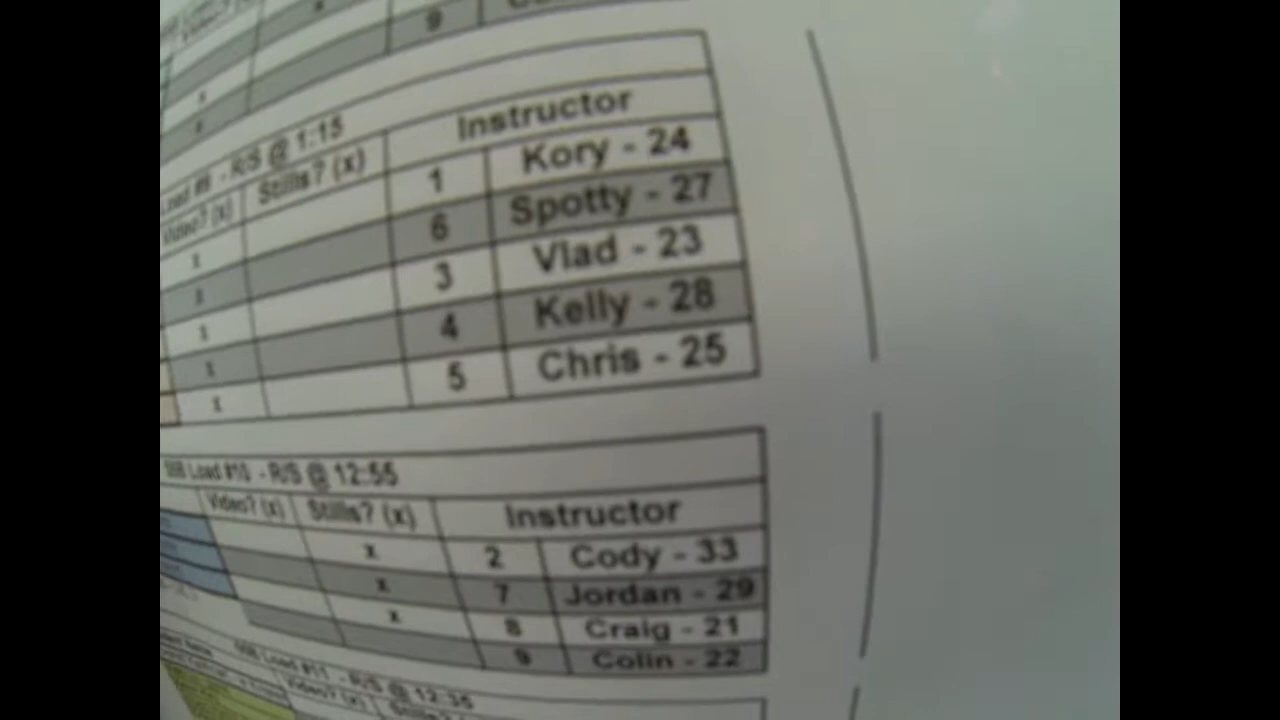 9
Load #9 - R/S @ 1:15
Video? (x) Stills? (x) Instructor
x 1 Kory - 24
x 6 Spotty - 27
x 3 Vlad - 23
x 4 Kelly - 28
x 5 Chris - 25
Load #10 - R/S @ 12:55
Video? (x) Stills? (x) Instructor
x 2 Cody - 33
x 7 Jordan - 29
x 8 Craig - 21
9 Colin - 22
Load #11 - R/S @ 12:35
Video? (x) Stills?